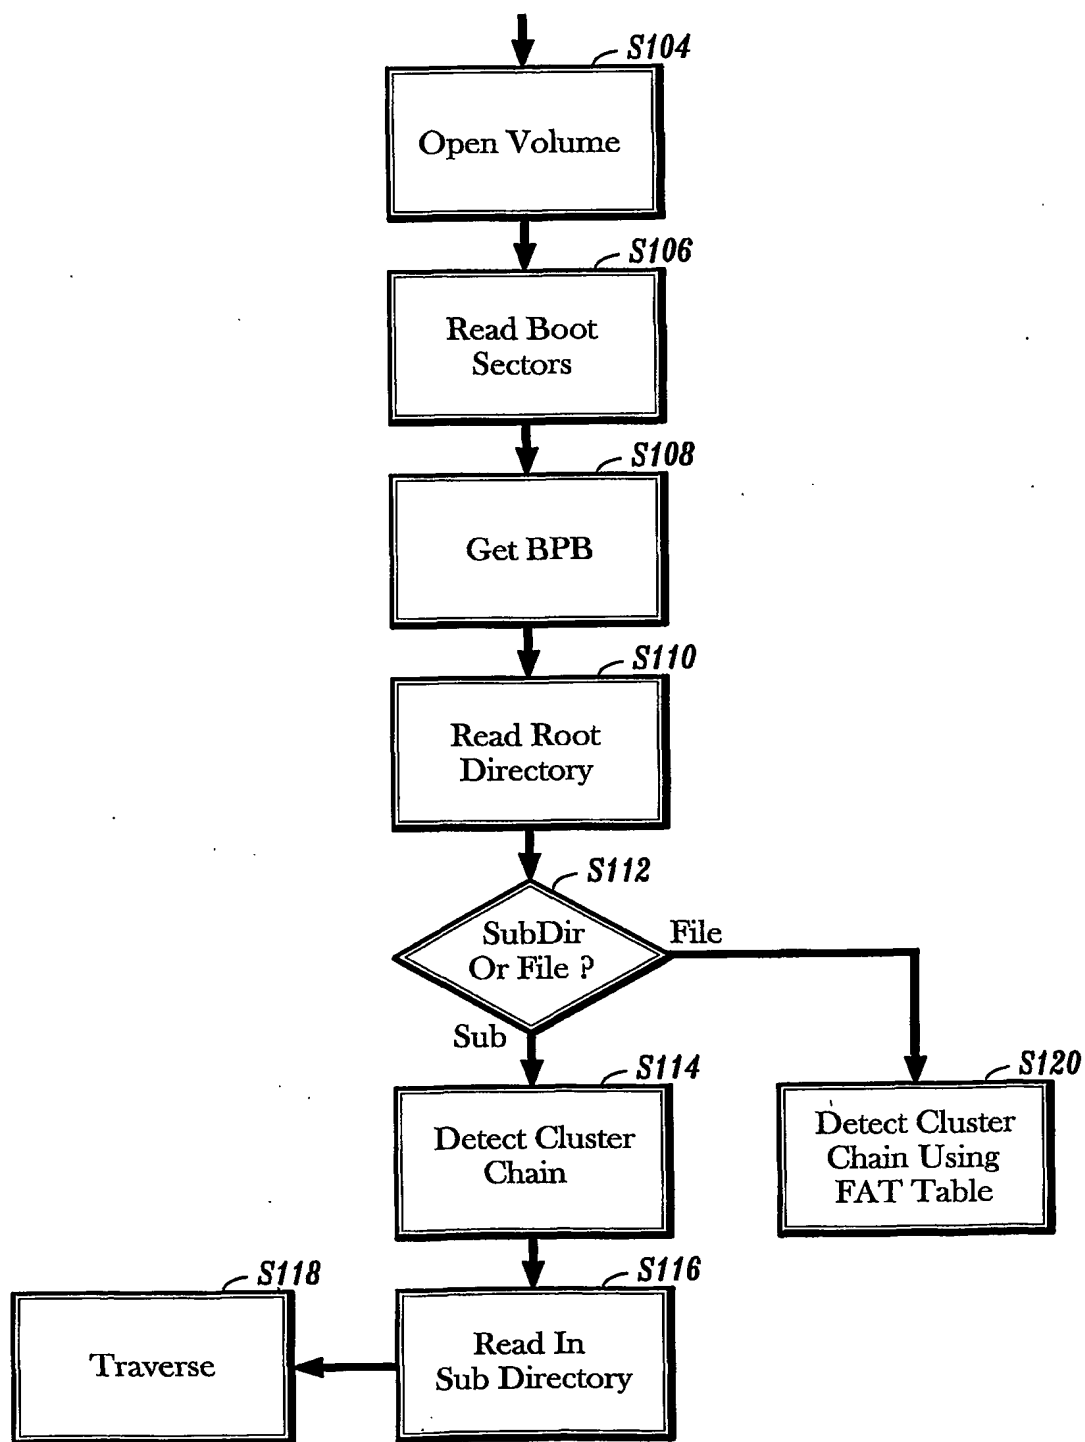 S104
Open Volume
S106
Read Boot
Sectors
S108
Get BPB
S110
Read Root
Directory
S112
SubDir
Or File ?
File
Sub
S114
Detect Cluster
Chain
S120
Detect Cluster
Chain Using
FAT Table
S116
Read In
Sub Directory
S118
Traverse